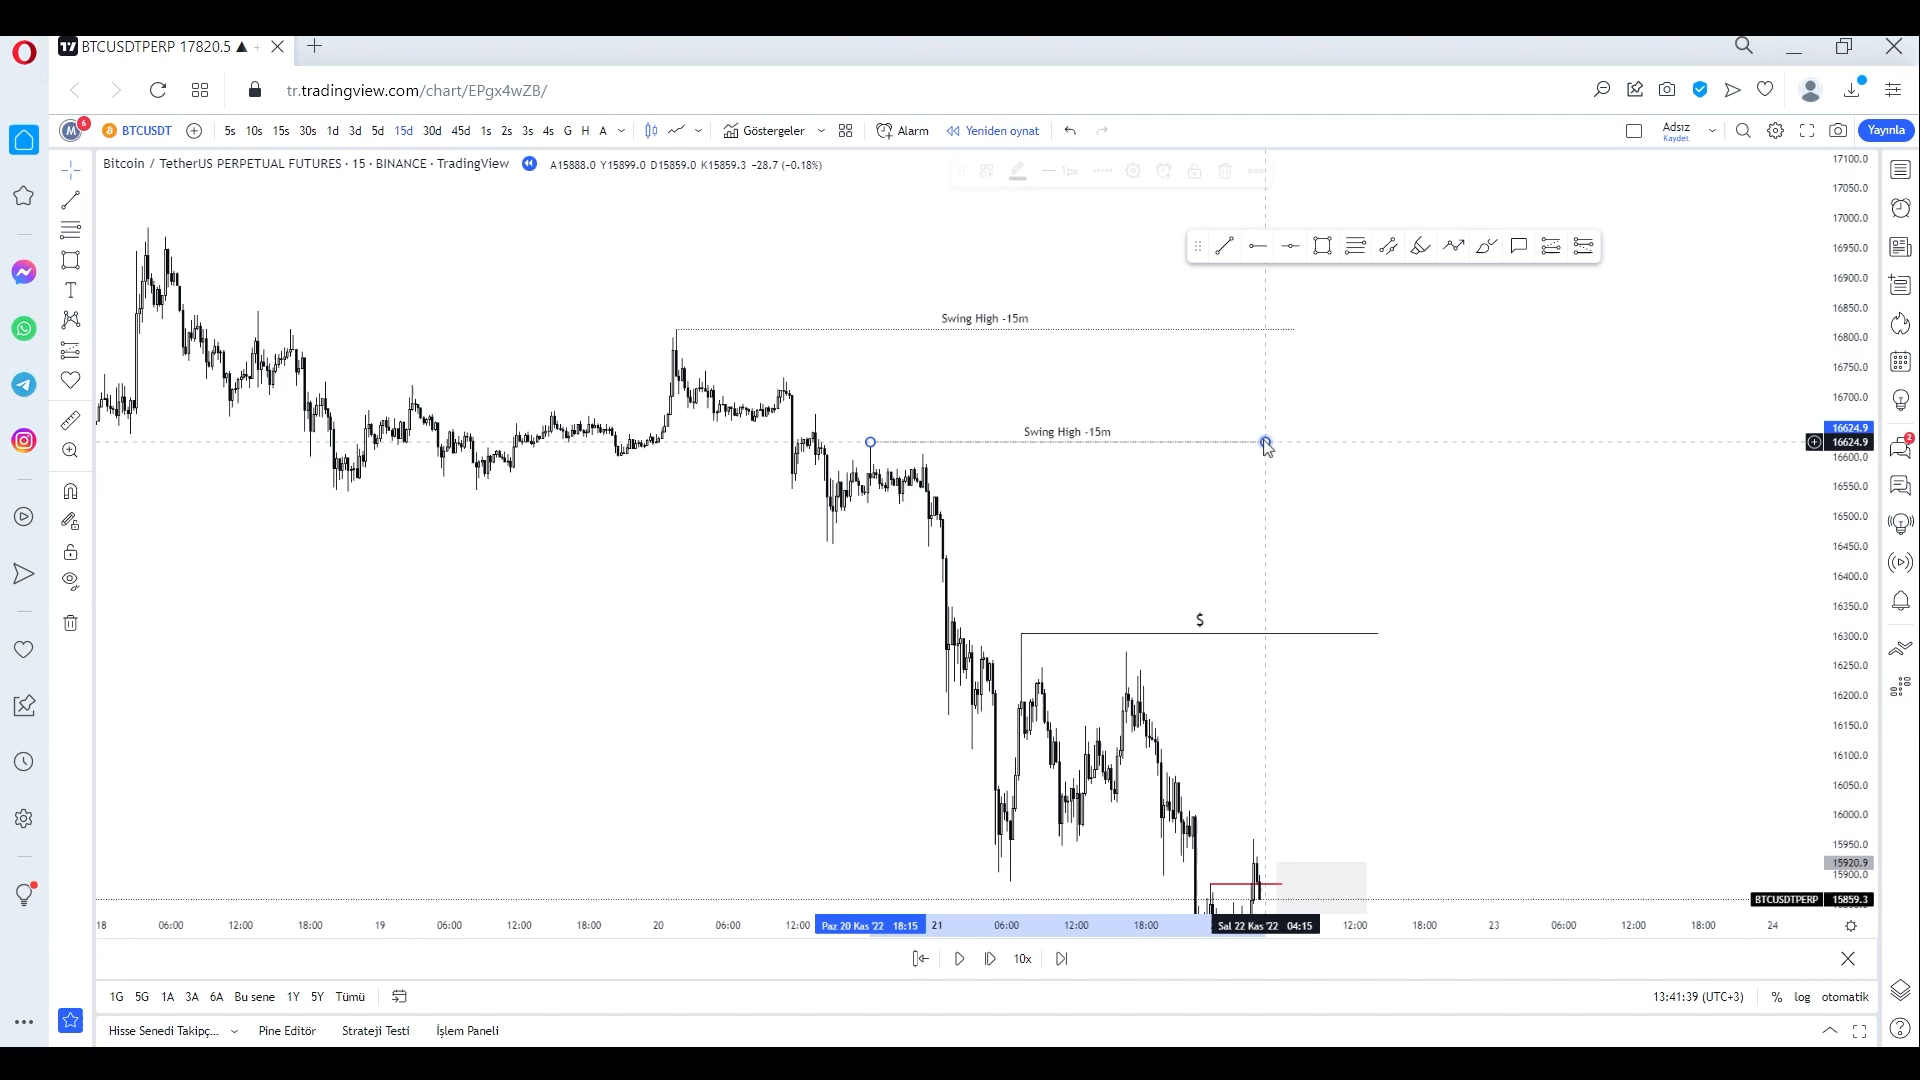 BTCUSDTPERP 17820.5 ▲ +
tr.tradingview.com/chart/EPgx4wZB/
M 6 BTCUSDT 5s 10s 15s 30s 1d 3d 5d 15d 30d 45d 1s 2s 3s 4s G H A Göstergeler Alarm Yeniden oynat Adsız Kaydet Yayınla
Bitcoin / TetherUS PERPETUAL FUTURES · 15 · BINANCE · TradingView A15888.0 Y15899.0 D15859.0 K15859.3 −28.7 (−0.18%)
1px
17100.0
17050.0
17000.0
16950.0
16900.0
16850.0
Swing High -15m
16800.0
16750.0
16700.0
16624.9
Swing High -15m
16624.9
2
16600.0
16550.0
16500.0
16450.0
16400.0
16350.0
$
16300.0
16250.0
16200.0
16150.0
16100.0
16050.0
16000.0
15950.0
15920.9
15900.0
BTCUSDTPERP 15859.3
18 06:00 12:00 18:00 19 06:00 12:00 18:00 20 06:00 12:00 Paz 20 Kas '22 18:15 21 06:00 12:00 18:00 Sal 22 Kas '22 04:15 12:00 18:00 23 06:00 12:00 18:00 24
10x
1G 5G 1A 3A 6A Bu sene 1Y 5Y Tümü 13:41:39 (UTC+3) % log otomatik
Hisse Senedi Takipç... Pine Editörü Strateji Testi İşlem Paneli